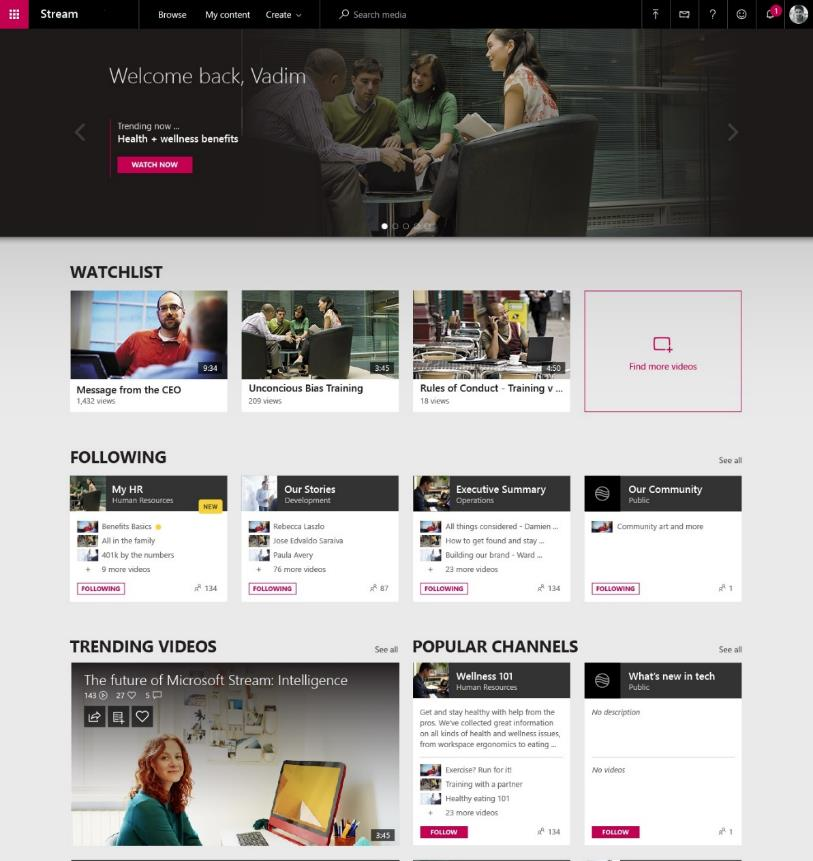 Stream
Browse
My content
Create
Search media
1
Welcome back, Vadim
Trending now ...
Health + wellness benefits
WATCH NOW
WATCHLIST
9:34
Message from the CEO
1,432 views
3:45
Unconcious Bias Training
209 views
4:50
Rules of Conduct - Training v ...
18 views
Find more videos
FOLLOWING
See all
My HR
Human Resources
NEW
Benefits Basics
All in the family
401k by the numbers
+ 9 more videos
FOLLOWING
134
Our Stories
Development
Rebecca Laszlo
Jose Edvaldo Saraiva
Paula Avery
+ 76 more videos
FOLLOWING
87
Executive Summary
Operations
All things considered - Damien ...
How to get found and stay ...
Building our brand - Ward ...
+ 23 more videos
FOLLOWING
134
Our Community
Public
Community art and more
FOLLOWING
1
TRENDING VIDEOS
See all
The future of Microsoft Stream: Intelligence
143 27 5
3:45
POPULAR CHANNELS
See all
Wellness 101
Human Resources
Get and stay healthy with help from the
pros. We've collected great information
on all kinds of health and wellness issues,
from workspace ergonomics to eating ...
Exercise? Run for it!
Training with a partner
Healthy eating 101
+ 23 more videos
FOLLOW
134
What's new in tech
Public
No description
No videos
FOLLOW
1